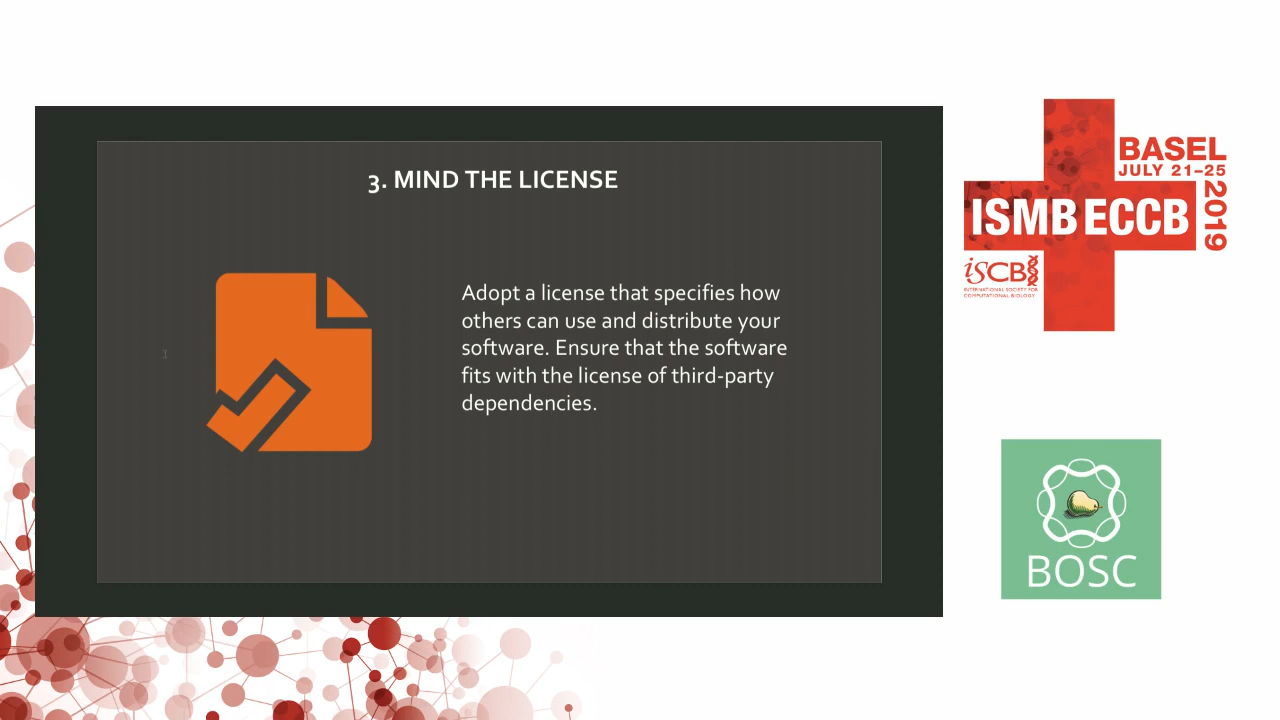 3. MIND THE LICENSE
Adopt a license that specifies how
others can use and distribute your
software. Ensure that the software
fits with the license of third-party
dependencies.
BASEL
JULY 21–25
2019
ISMB ECCB
iSCB
INTERNATIONAL SOCIETY FOR
COMPUTATIONAL BIOLOGY
BOSC